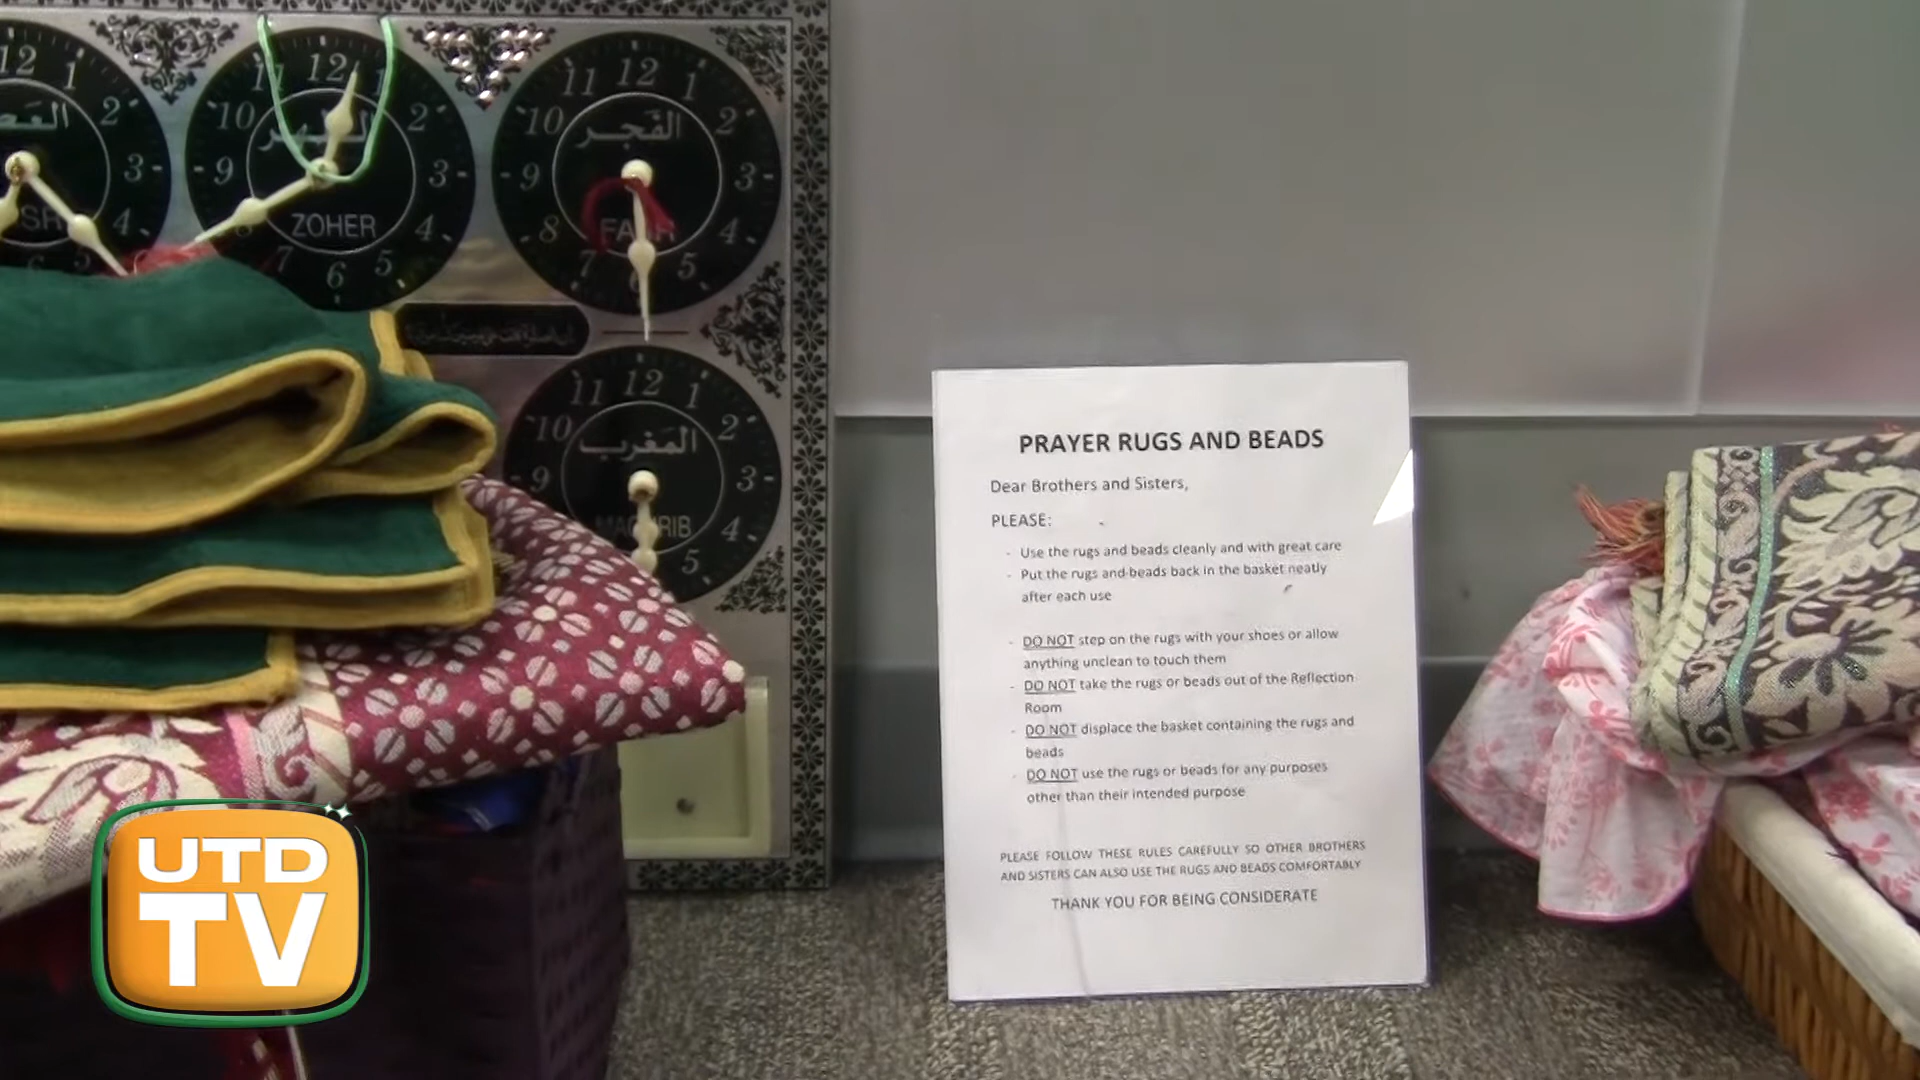 12 1 2 3 4 5 6
العصر
11 12 1 2 3 4 5 6 7 8 9 10
ZOHER
11 12 1 2 3 4 5 6 7 8 9 10
الفجر
FAJR
11 12 1 2 3 4 5 9 10
المغرب
MAGHRIB
PRAYER RUGS AND BEADS
Dear Brothers and Sisters,
PLEASE:
- Use the rugs and beads cleanly and with great care
- Put the rugs and beads back in the basket neatly
after each use
- DO NOT step on the rugs with your shoes or allow
anything unclean to touch them
- DO NOT take the rugs or beads out of the Reflection
Room
- DO NOT displace the basket containing the rugs and
beads
- DO NOT use the rugs or beads for any purposes
other than their intended purpose
PLEASE FOLLOW THESE RULES CAREFULLY SO OTHER BROTHERS
AND SISTERS CAN ALSO USE THE RUGS AND BEADS COMFORTABLY
THANK YOU FOR BEING CONSIDERATE
UTD
TV